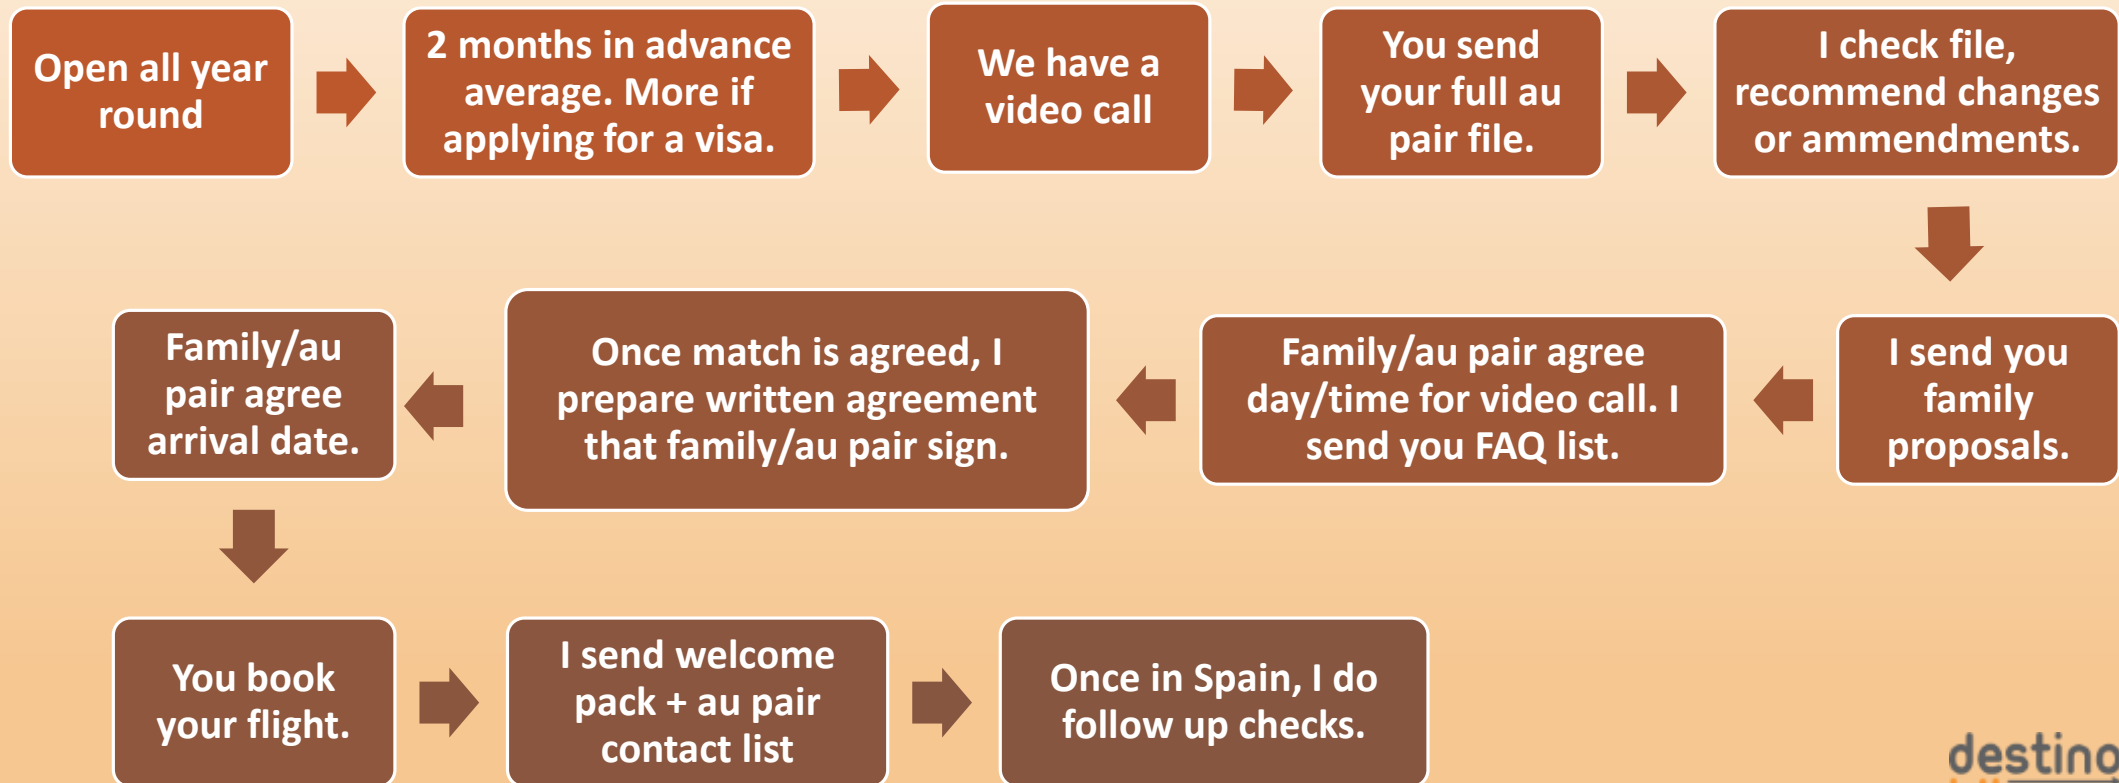 Open all year
round
2 months in advance
average. More if
applying for a visa.
We have a
video call
You send
your full au
pair file.
I check file,
recommend changes
or ammendments.
I send you
family
proposals.
Family/au pair agree
day/time for video call. I
send you FAQ list.
Once match is agreed, I
prepare written agreement
that family/au pair sign.
Family/au
pair agree
arrival date.
You book
your flight.
I send welcome
pack + au pair
contact list
Once in Spain, I do
follow up checks.
destino